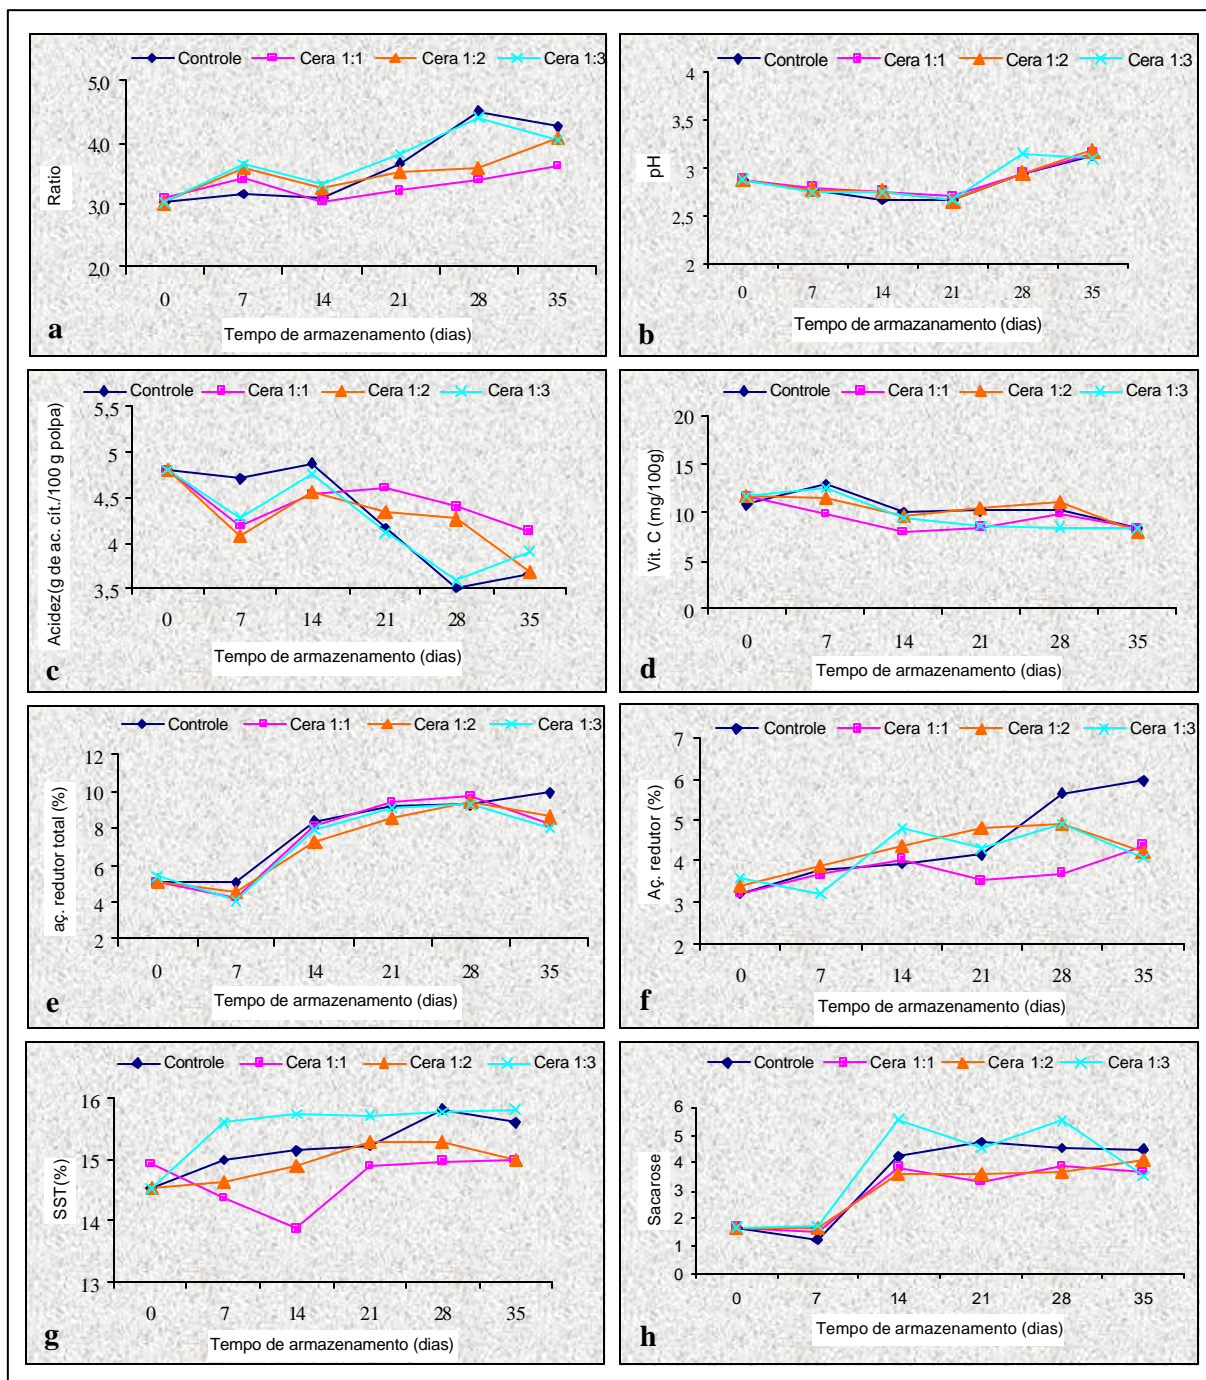 Controle Cera 1:1 Cera 1:2 Cera 1:3
5,0
4,0
3,0
2,0
Ratio
0 7 14 21 28 35
Tempo de armazenamento (dias)
a
Controle Cera 1:1 Cera 1:2 Cera 1:3
4
3,5
3
2,5
2
pH
0 7 14 21 28 35
Tempo de armazanamento (dias)
b
Controle Cera 1:1 Cera 1:2 Cera 1:3
5,5
5
4,5
4
3,5
Acidez(g de ac. cít./100 g polpa)
0 7 14 21 28 35
Tempo de armazenamento (dias)
c
Controle Cera 1:1 Cera 1:2 Cera 1:3
20
15
10
5
0
Vit. C (mg/100g)
0 7 14 21 28 35
Tempo de armazenamento (dias)
d
Controle Cera 1:1 Cera 1:2 Cera 1:3
12
10
8
6
4
2
aç. redutor total (%)
0 7 14 21 28 35
Tempo de armazenamento (dias)
e
Controle Cera 1:1 Cera 1:2 Cera 1:3
7
6
5
4
3
2
Aç. redutor (%)
0 7 14 21 28 35
Tempo de armazenamento (dias)
f
Controle Cera 1:1 Cera 1:2 Cera 1:3
16
15
14
13
SST(%)
0 7 14 21 28 35
Tempo de armazenamento (dias)
g
Controle Cera 1:1 Cera 1:2 Cera 1:3
6
5
4
3
2
1
0
Sacarose
0 7 14 21 28 35
Tempo de armazenamento (dias)
h